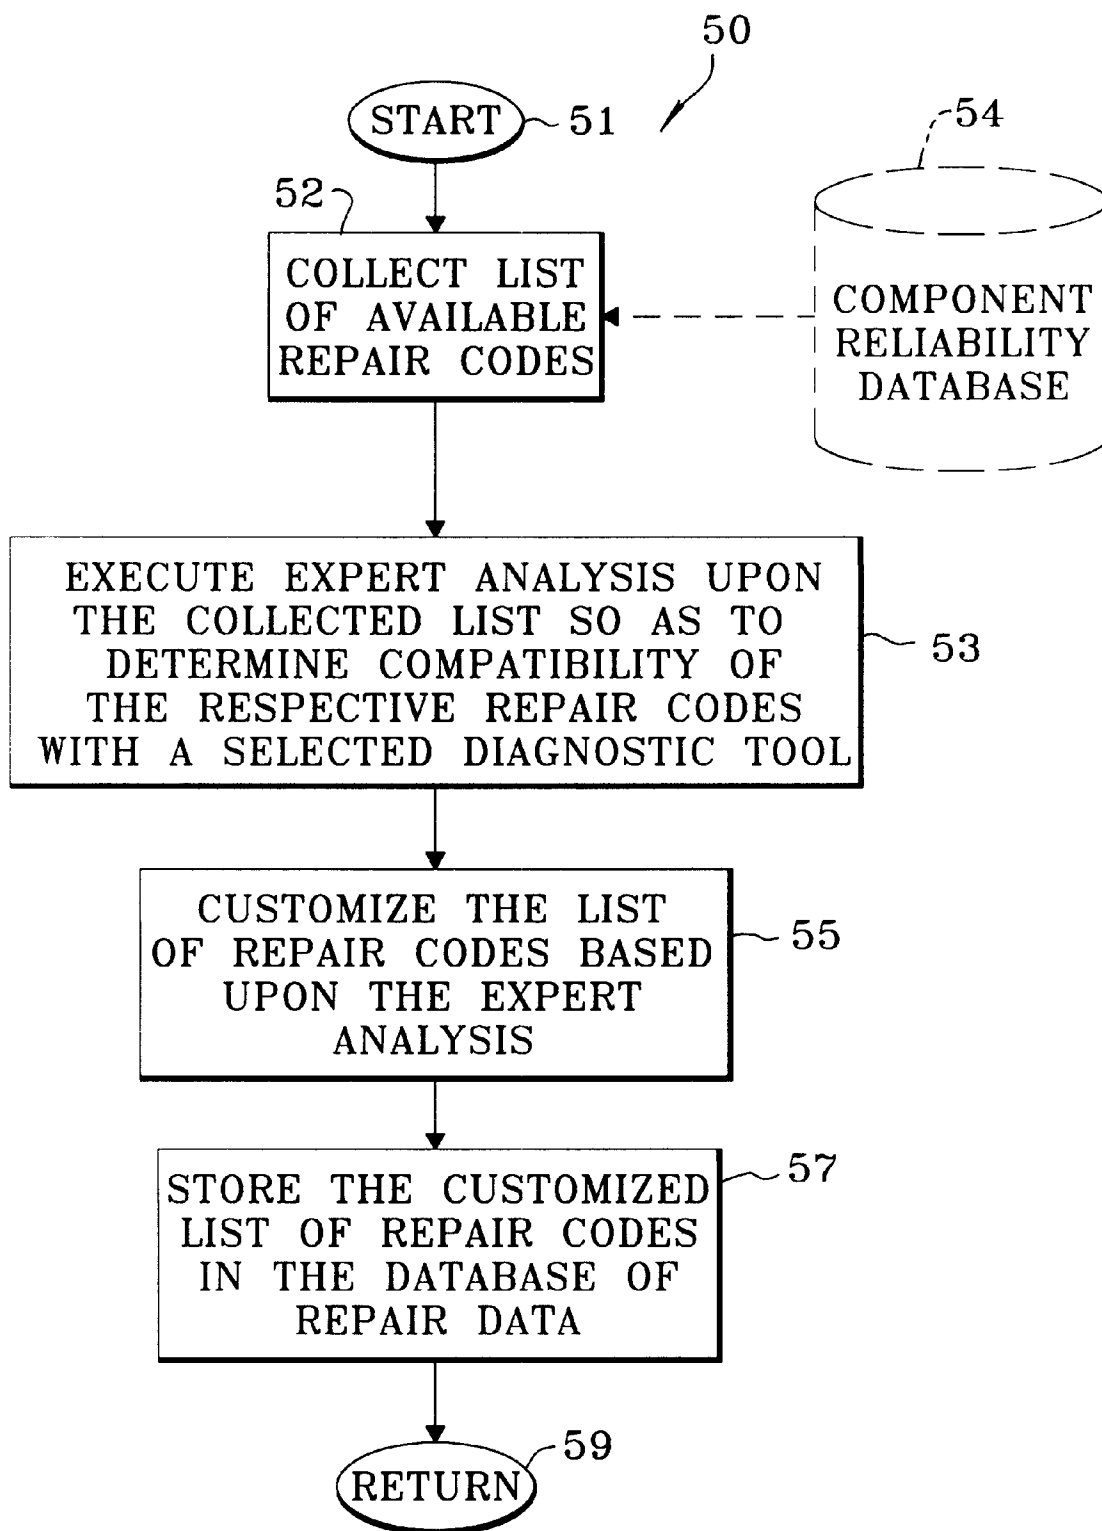 50
START
51
54
52
COLLECT LIST
OF AVAILABLE
REPAIR CODES
COMPONENT
RELIABILITY
DATABASE
EXECUTE EXPERT ANALYSIS UPON
THE COLLECTED LIST SO AS TO
DETERMINE COMPATIBILITY OF
THE RESPECTIVE REPAIR CODES
WITH A SELECTED DIAGNOSTIC TOOL
53
CUSTOMIZE THE LIST
OF REPAIR CODES BASED
UPON THE EXPERT
ANALYSIS
55
STORE THE CUSTOMIZED
LIST OF REPAIR CODES
IN THE DATABASE OF
REPAIR DATA
57
RETURN
59